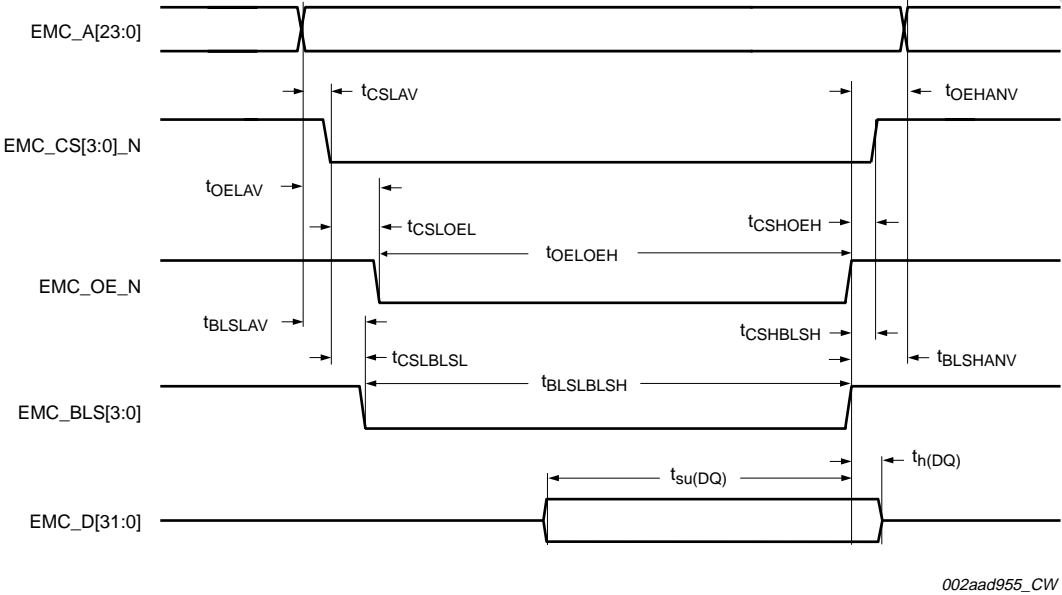 EMC_A[23:0]
tCSLAV
tOEHANV
EMC_CS[3:0]_N
tOELAV
tCSLOEL
tCSHOEH
tOELOEH
EMC_OE_N
tBLSLAV
tCSHBLSH
tCSLBLSL
tBLSHANV
tBLSLBLSH
EMC_BLS[3:0]
th(DQ)
tsu(DQ)
EMC_D[31:0]
002aad955_CW